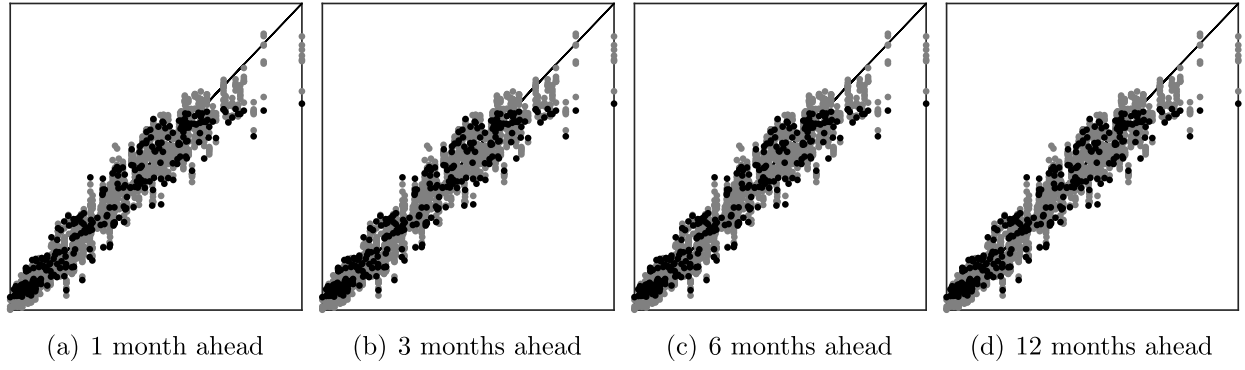 (a) 1 month ahead
(b) 3 months ahead
(c) 6 months ahead
(d) 12 months ahead